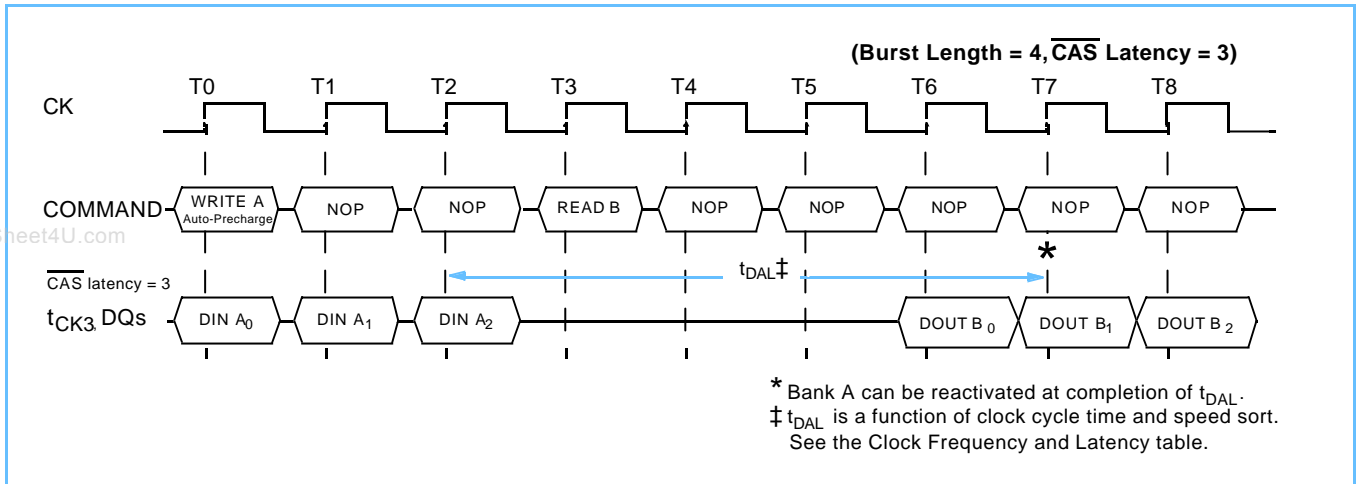 (Burst Length = 4, CAS Latency = 3)
T0 T1 T2 T3 T4 T5 T6 T7 T8
CK
COMMAND WRITE A Auto-Precharge NOP NOP READ B NOP NOP NOP NOP NOP
heet4U.com
*
tDAL‡
CAS latency = 3
tCK3, DQs DIN A0 DIN A1 DIN A2 DOUT B0 DOUT B1 DOUT B2
* Bank A can be reactivated at completion of tDAL.
‡ tDAL is a function of clock cycle time and speed sort.
See the Clock Frequency and Latency table.